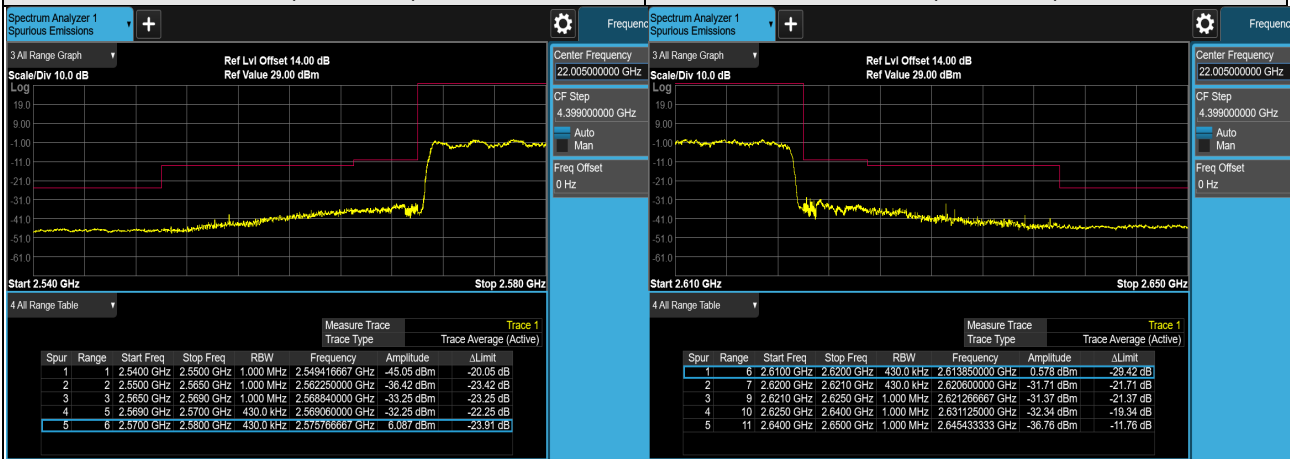 Spectrum Analyzer 1
Spurious Emissions
+
Frequenc
3 All Range Graph
Ref Lvl Offset 14.00 dB
Scale/Div 10.0 dB
Ref Value 29.00 dBm
Log
19.0
9.00
-1.00
-11.0
-21.0
-31.0
-41.0
-51.0
-61.0
Start 2.540 GHz
Stop 2.580 GHz
Center Frequency
22.005000000 GHz
CF Step
4.399000000 GHz
Auto
Man
Freq Offset
0 Hz
4 All Range Table
Measure Trace Trace 1
Trace Type Trace Average (Active)
Spur Range Start Freq Stop Freq RBW Frequency Amplitude ΔLimit
1 1 2.5400 GHz 2.5500 GHz 1.000 MHz 2.549416667 GHz -45.05 dBm -20.05 dB
2 2 2.5500 GHz 2.5650 GHz 1.000 MHz 2.562250000 GHz -36.42 dBm -23.42 dB
3 3 2.5650 GHz 2.5690 GHz 1.000 MHz 2.568840000 GHz -33.25 dBm -23.25 dB
4 5 2.5690 GHz 2.5700 GHz 430.0 kHz 2.569060000 GHz -32.25 dBm -22.25 dB
5 6 2.5700 GHz 2.5800 GHz 430.0 kHz 2.575766667 GHz 6.087 dBm -23.91 dB
Spectrum Analyzer 1
Spurious Emissions
+
Frequenc
3 All Range Graph
Ref Lvl Offset 14.00 dB
Scale/Div 10.0 dB
Ref Value 29.00 dBm
Log
19.0
9.00
-1.00
-11.0
-21.0
-31.0
-41.0
-51.0
-61.0
Start 2.610 GHz
Stop 2.650 GHz
Center Frequency
22.005000000 GHz
CF Step
4.399000000 GHz
Auto
Man
Freq Offset
0 Hz
4 All Range Table
Measure Trace Trace 1
Trace Type Trace Average (Active)
Spur Range Start Freq Stop Freq RBW Frequency Amplitude ΔLimit
1 6 2.6100 GHz 2.6200 GHz 430.0 kHz 2.613850000 GHz 0.578 dBm -29.42 dB
2 7 2.6200 GHz 2.6210 GHz 430.0 kHz 2.620600000 GHz -31.71 dBm -21.71 dB
3 9 2.6210 GHz 2.6250 GHz 1.000 MHz 2.621266667 GHz -31.37 dBm -21.37 dB
4 10 2.6250 GHz 2.6400 GHz 1.000 MHz 2.631125000 GHz -32.34 dBm -19.34 dB
5 11 2.6400 GHz 2.6500 GHz 1.000 MHz 2.645433333 GHz -36.76 dBm -11.76 dB